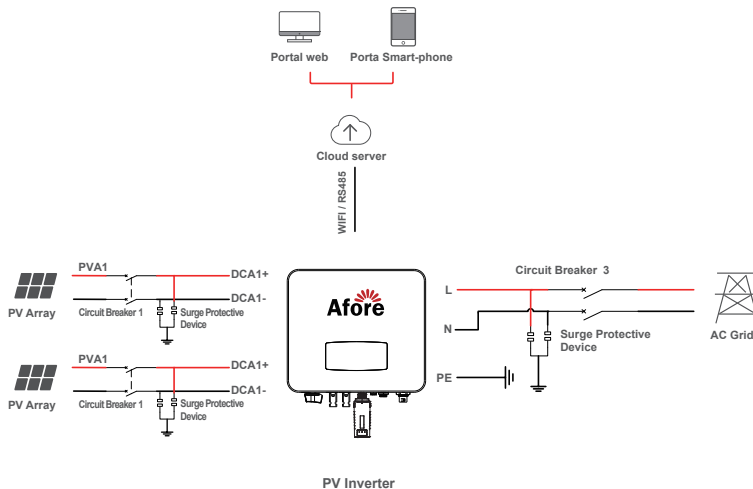 Portal web
Porta Smart-phone
Cloud server
WIFI / RS485
PVA1
DCA1+
DCA1-
PV Array
Circuit Breaker 1
Surge Protective
Device
PVA1
DCA1+
DCA1-
PV Array
Circuit Breaker 1
Surge Protective
Device
Afore
L
N
PE
Circuit Breaker 3
Surge Protective
Device
AC Grid
PV Inverter